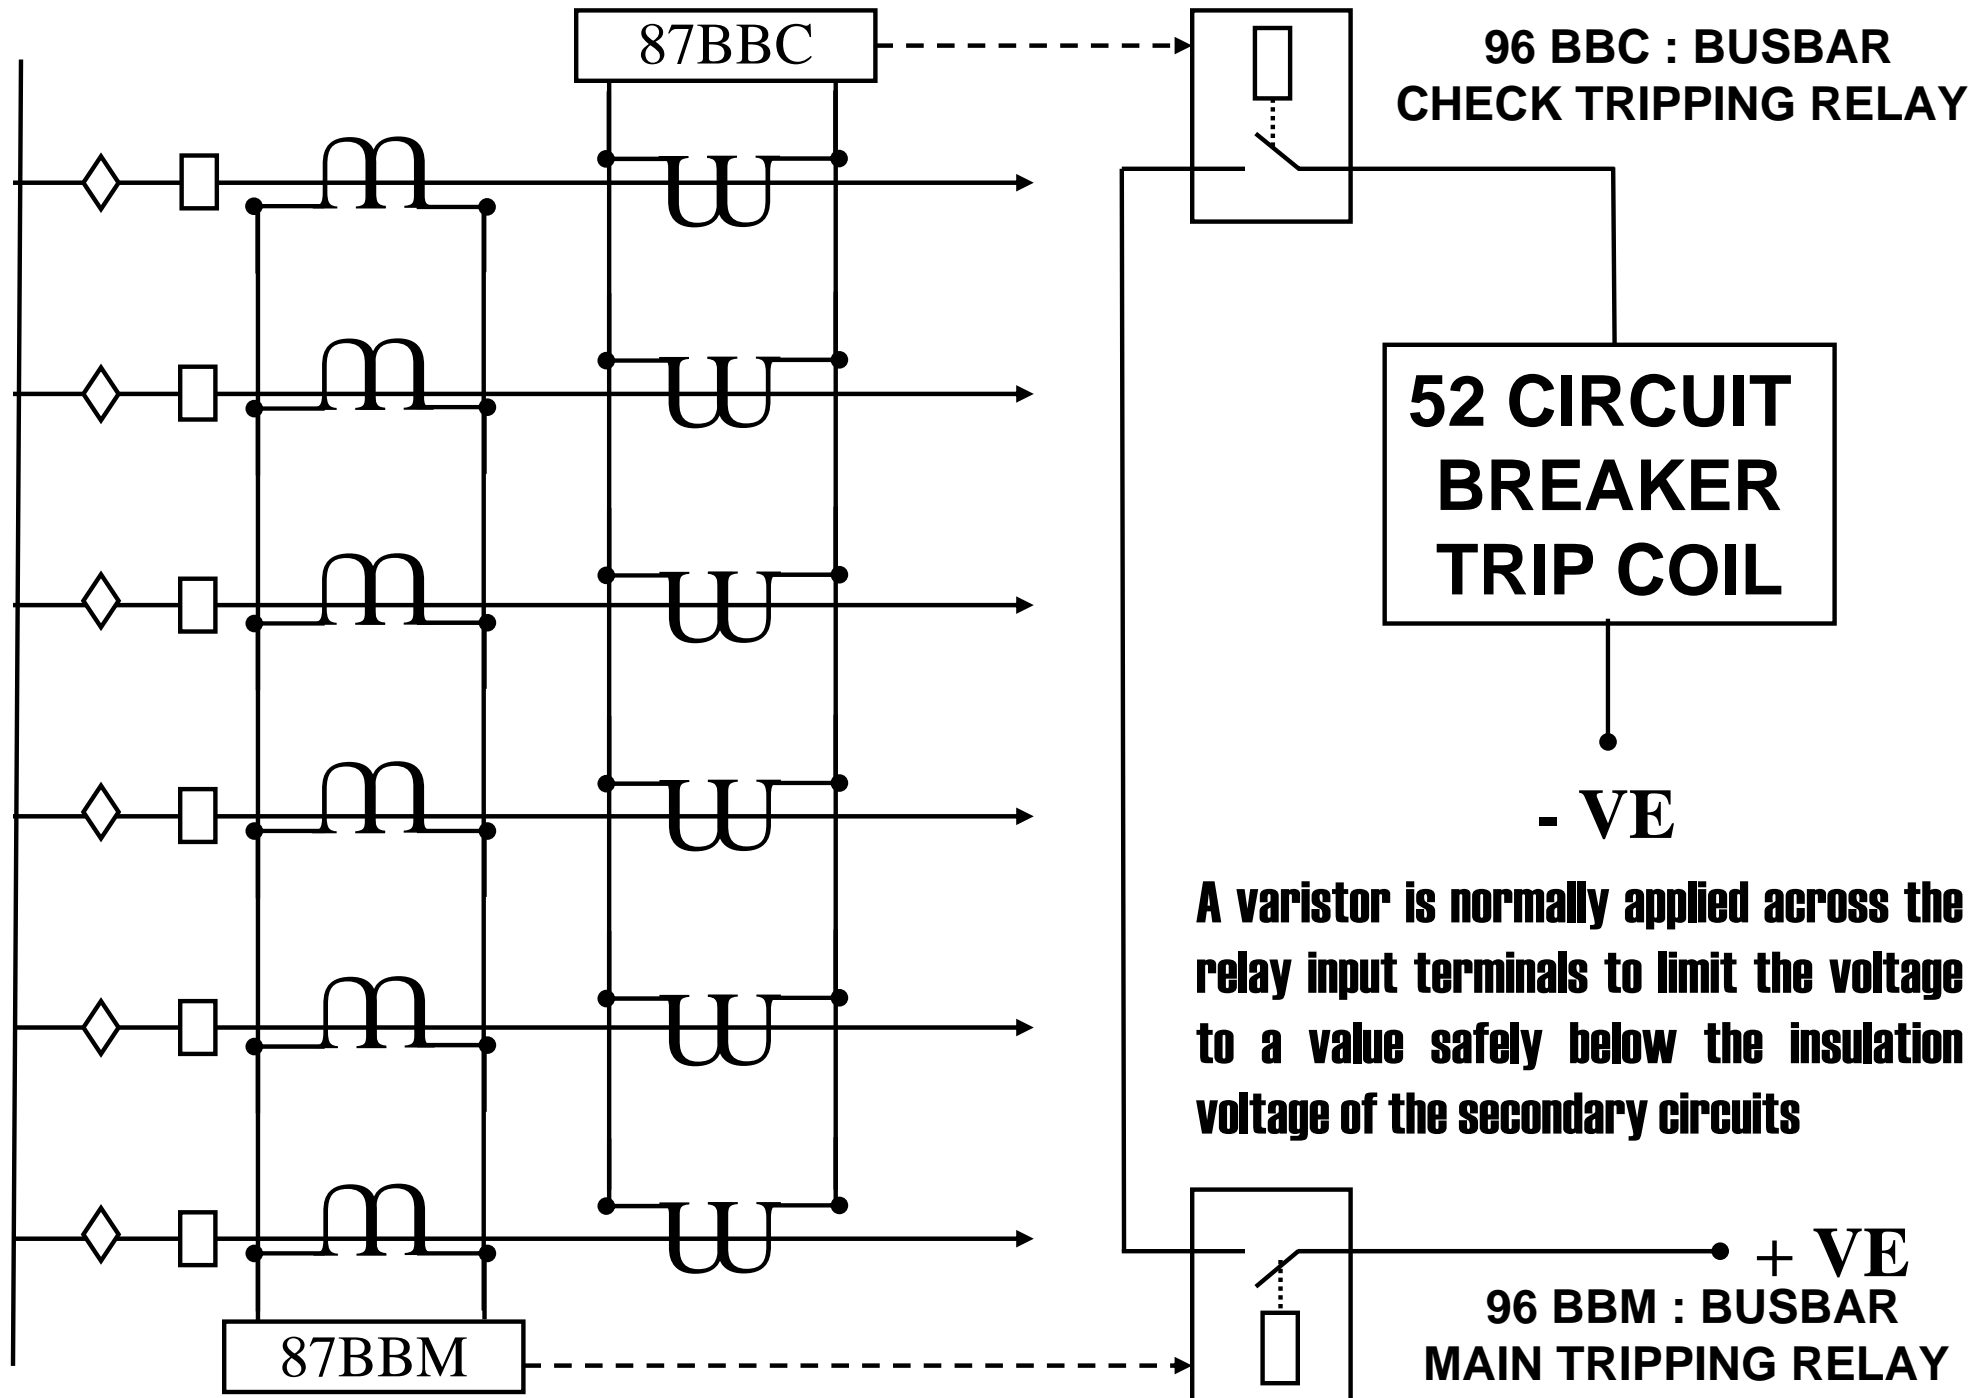 87BBC
96 BBC : BUSBAR
CHECK TRIPPING RELAY
52 CIRCUIT
BREAKER
TRIP COIL
- VE
A varistor is normally applied across the
relay input terminals to limit the voltage
to a value safely below the insulation
voltage of the secondary circuits
+ VE
96 BBM : BUSBAR
MAIN TRIPPING RELAY
87BBM